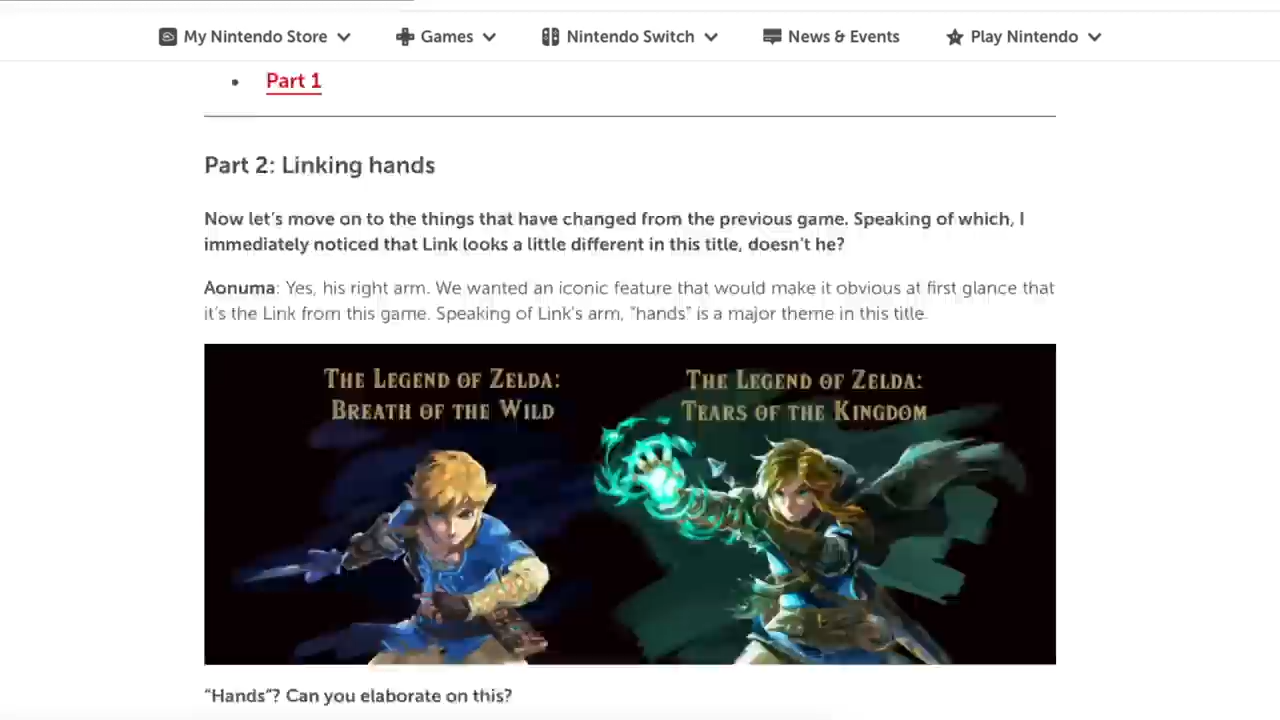 My Nintendo Store Games Nintendo Switch News & Events Play Nintendo
• Part 1
Part 2: Linking hands
Now let's move on to the things that have changed from the previous game. Speaking of which, I
immediately noticed that Link looks a little different in this title, doesn't he?
Aonuma: Yes, his right arm. We wanted an iconic feature that would make it obvious at first glance that
it's the Link from this game. Speaking of Link's arm, "hands" is a major theme in this title.
The Legend of Zelda:
Breath of the Wild
The Legend of Zelda:
Tears of the Kingdom
"Hands"? Can you elaborate on this?